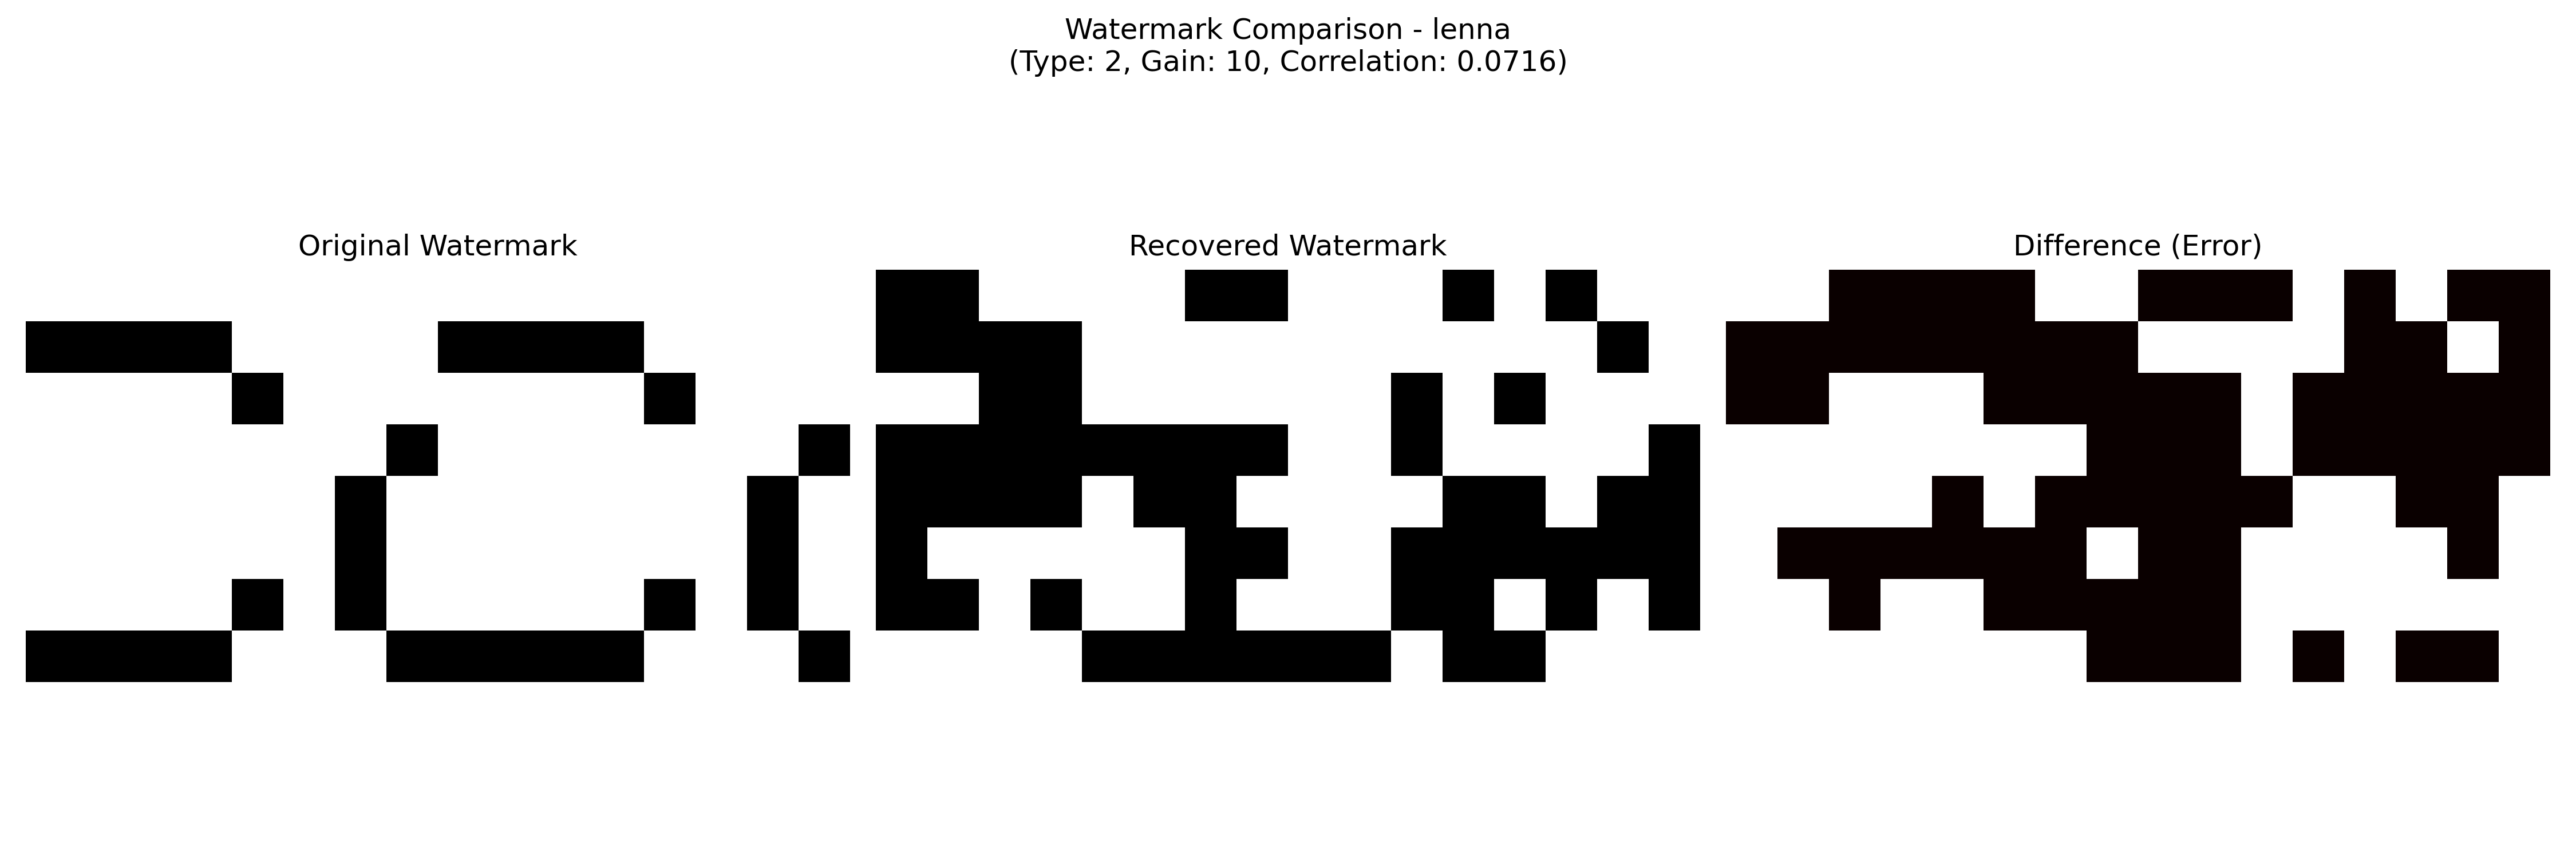 Watermark Comparison - lenna
(Type: 2, Gain: 10, Correlation: 0.0716)
Original Watermark
Recovered Watermark
Difference (Error)